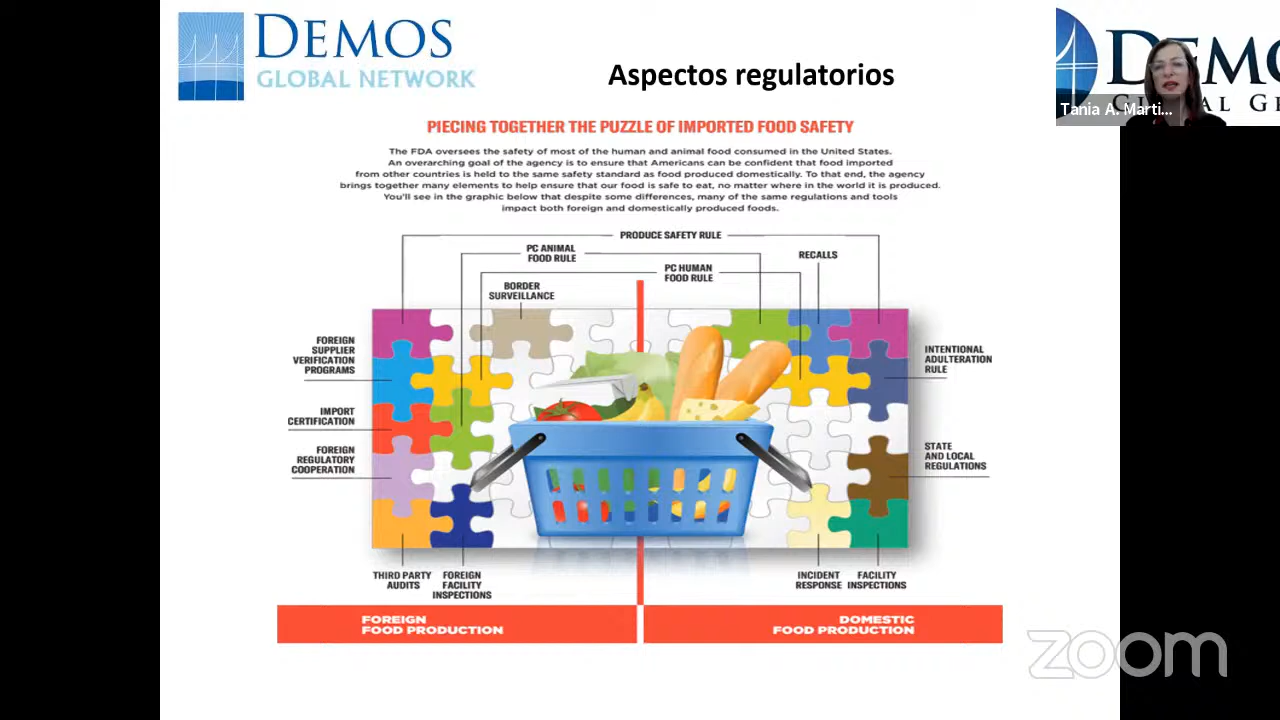 DEMOS
GLOBAL NETWORK
Aspectos regulatorios
Tania A. Marti...
PIECING TOGETHER THE PUZZLE OF IMPORTED FOOD SAFETY
The FDA oversees the safety of most of the human and animal food consumed in the United States.
An overarching goal of the agency is to ensure that Americans can be confident that food imported
from other countries is held to the same safety standard as food produced domestically. To that end, the agency
brings together many elements to help ensure that our food is safe to eat, no matter where in the world it is produced.
You'll see in the graphic below that despite some differences, many of the same regulations and tools
impact both foreign and domestically produced foods.
PRODUCE SAFETY RULE
PC ANIMAL
FOOD RULE
RECALLS
PC HUMAN
FOOD RULE
BORDER
SURVEILLANCE
FOREIGN
SUPPLIER
VERIFICATION
PROGRAMS
IMPORT
CERTIFICATION
FOREIGN
REGULATORY
COOPERATION
INTENTIONAL
ADULTERATION
RULE
STATE
AND LOCAL
REGULATIONS
THIRD PARTY
AUDITS
FOREIGN
FACILITY
INSPECTIONS
INCIDENT
RESPONSE
FACILITY
INSPECTIONS
FOREIGN
FOOD PRODUCTION
DOMESTIC
FOOD PRODUCTION
zoom